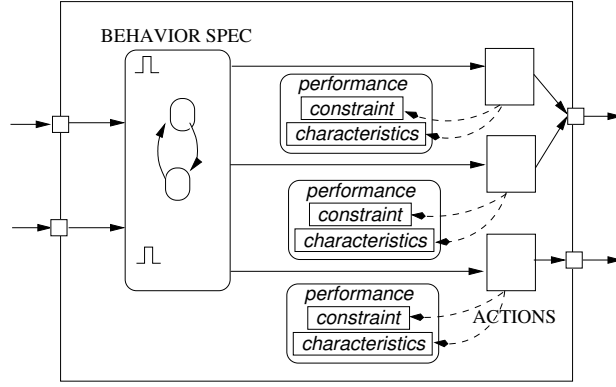 BEHAVIOR SPEC
performance
constraint
characteristics
performance
constraint
characteristics
performance
constraint
characteristics
ACTIONS